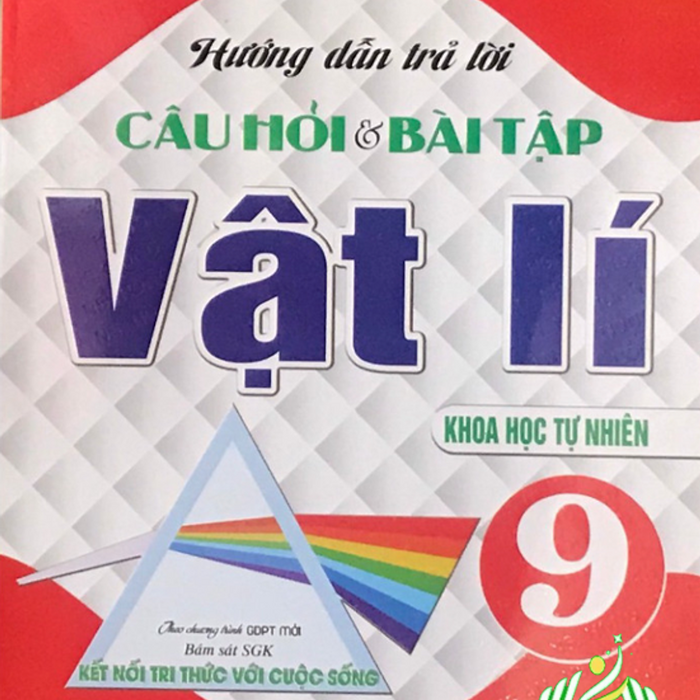 Hướng dẫn trả lời
CÂU HỎI & BÀI TẬP
Vật lí
KHOA HỌC TỰ NHIÊN
9
Theo chương trình GDPT mới
Bám sát SGK
KẾT NỐI TRI THỨC VỚI CUỘC SỐNG